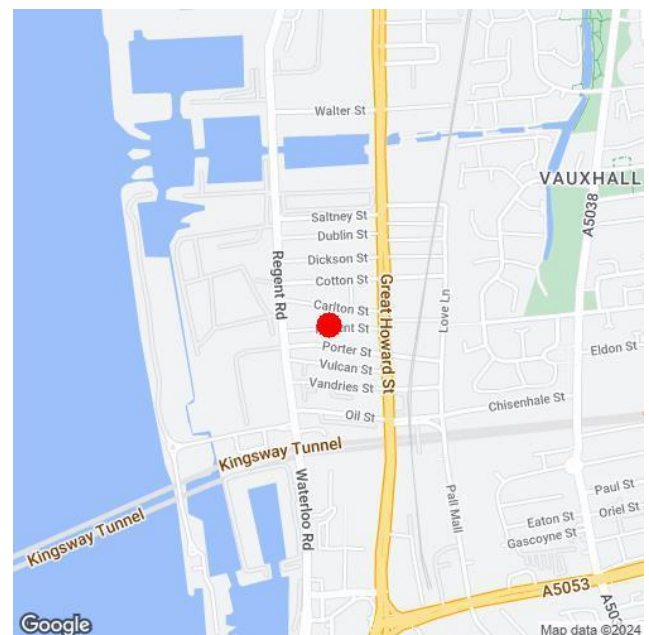 Walter St
VAUXHALL
A5038
Saltney St
Dublin St
Dickson St
Cotton St
Regent Rd
Great Howard St
Love Ln
Carlton St
Porter St
Eldon St
Vulcan St
Vandries St
Chisenhale St
Oil St
Kingsway Tunnel
Kingsway Tunnel
Waterloo Rd
Pall Mall
Paul St
Oriel St
Eaton St
Gascoyne St
A5053
Google
Map data ©2024